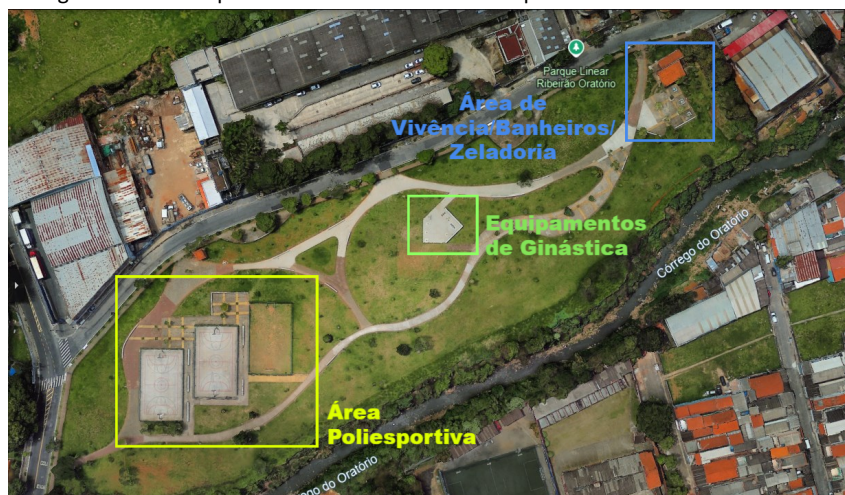 Parque Linear
Ribeirão Oratório
Área de
Vivência/Banheiros/
Zeladoria
Equipamentos
de Ginástica
Córrego do Oratório
Área
Poliesportiva
go do Oratório